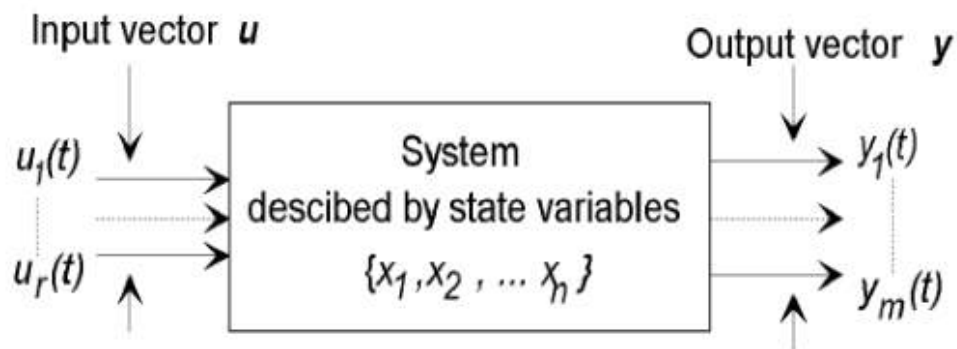 Input vector u
Output vector y
u1(t)
ur(t)
System
descibed by state variables
{x1, x2, ... xn}
y1(t)
ym(t)